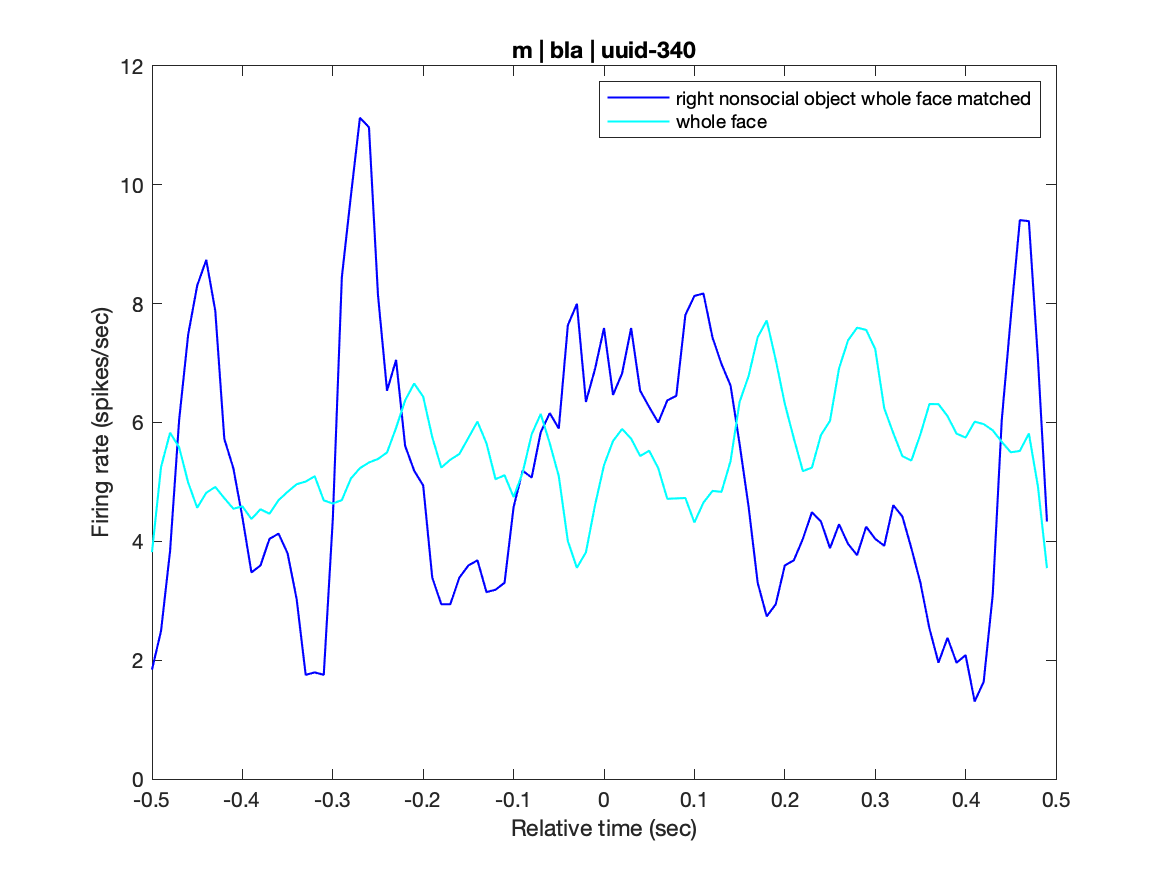 m | bla | uuid-340
right nonsocial object whole face matched
whole face
Firing rate (spikes/sec)
12
10
8
6
4
2
0
-0.5 -0.4 -0.3 -0.2 -0.1 0 0.1 0.2 0.3 0.4 0.5
Relative time (sec)